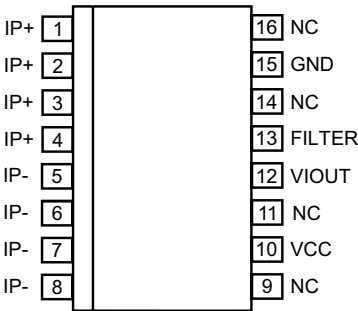 IP+ 1 16 NC
IP+ 2 15 GND
IP+ 3 14 NC
IP+ 4 13 FILTER
IP- 5 12 VIOUT
IP- 6 11 NC
IP- 7 10 VCC
IP- 8 9 NC